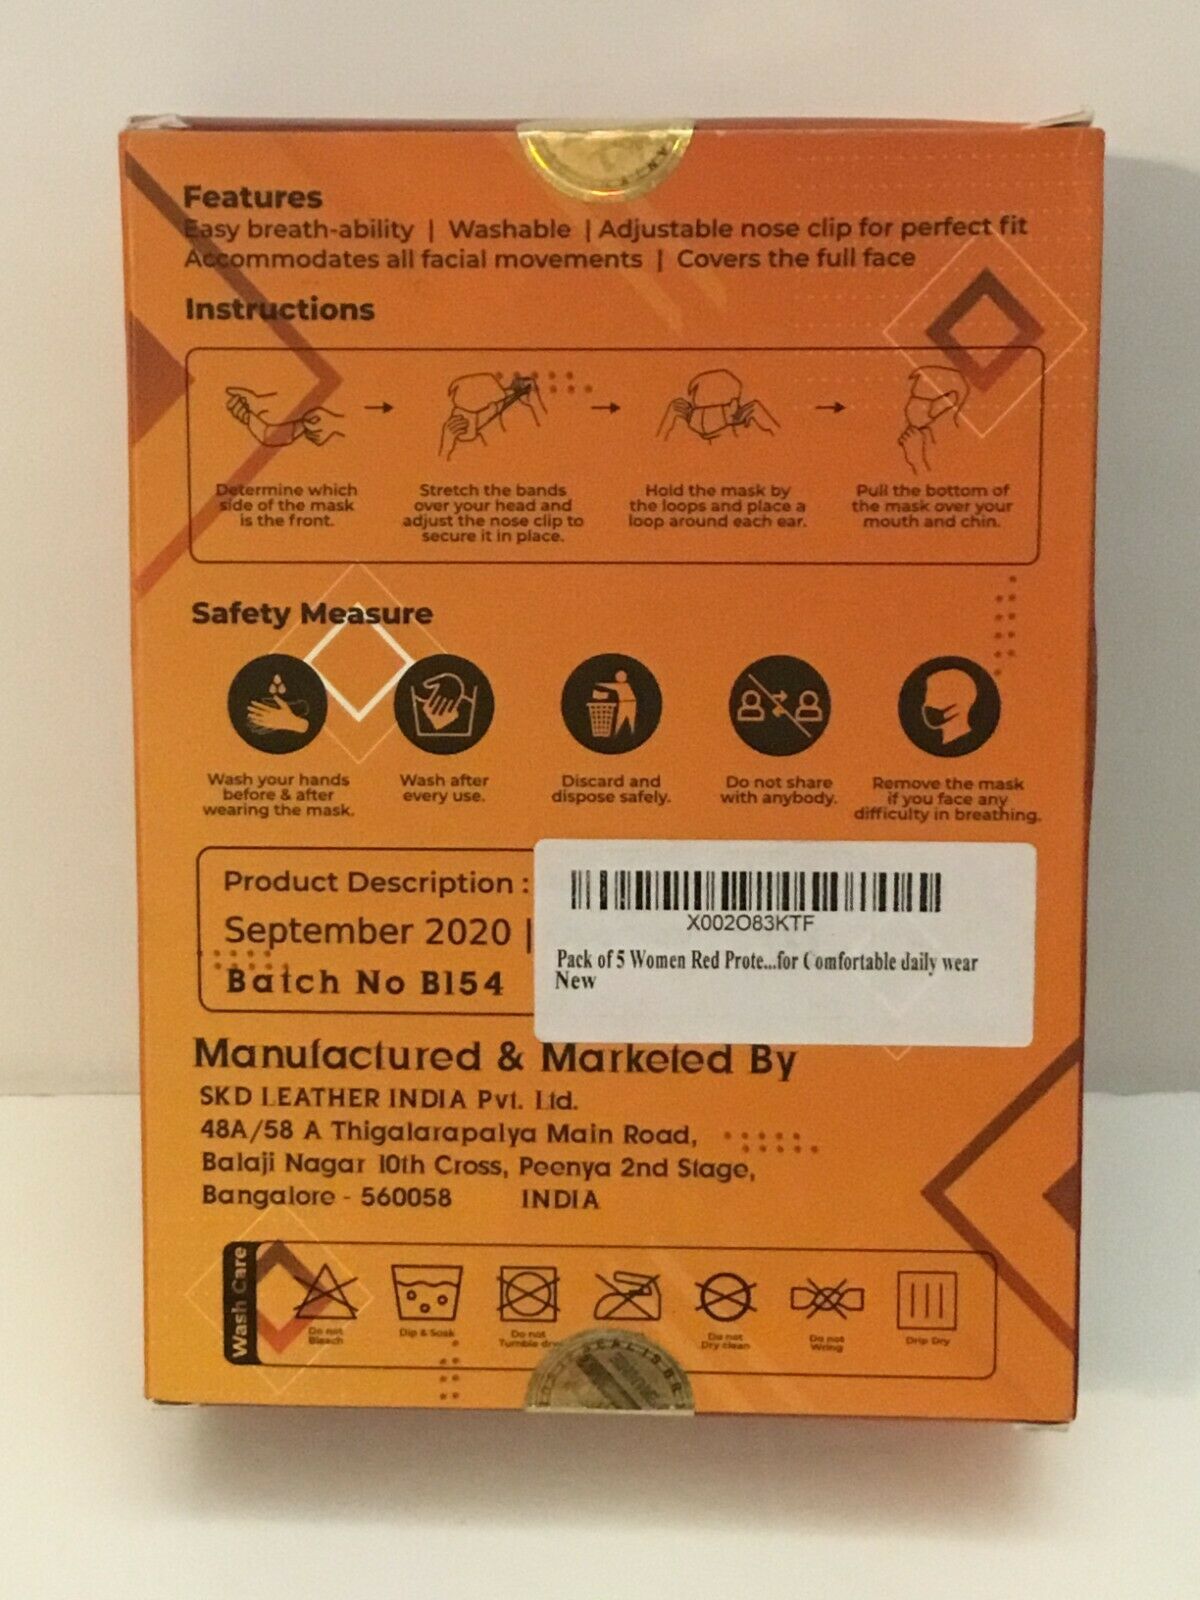 Features
Easy breath-ability | Washable | Adjustable nose clip for perfect fit
Accommodates all facial movements | Covers the full face
Instructions
Determine which
side of the mask
is the front.
Stretch the bands
over your head and
adjust the nose clip to
secure it in place.
Hold the mask by
the loops and place a
loop around each ear.
Pull the bottom of
the mask over your
mouth and chin.
Safety Measure
Wash your hands
before & after
wearing the mask.
Wash after
every use.
Discard and
dispose safely.
Do not share
with anybody.
Remove the mask
if you face any
difficulty in breathing.
Product Description :
September 2020 |
Batch No B154
X002O83KTF
Pack of 5 Women Red Prote...for Comfortable daily wear
New
Manufactured & Marketed By
SKD LEATHER INDIA Pvt. Ltd.
48A/58 A Thigalarapalya Main Road,
Balaji Nagar 10th Cross, Peenya 2nd Stage,
Bangalore - 560058 INDIA
Wash Care
Do not
Bleach
Dip & Soak
Do not
Tumble dry
Do not
Dry clean
Do not
Wring
Drip Dry